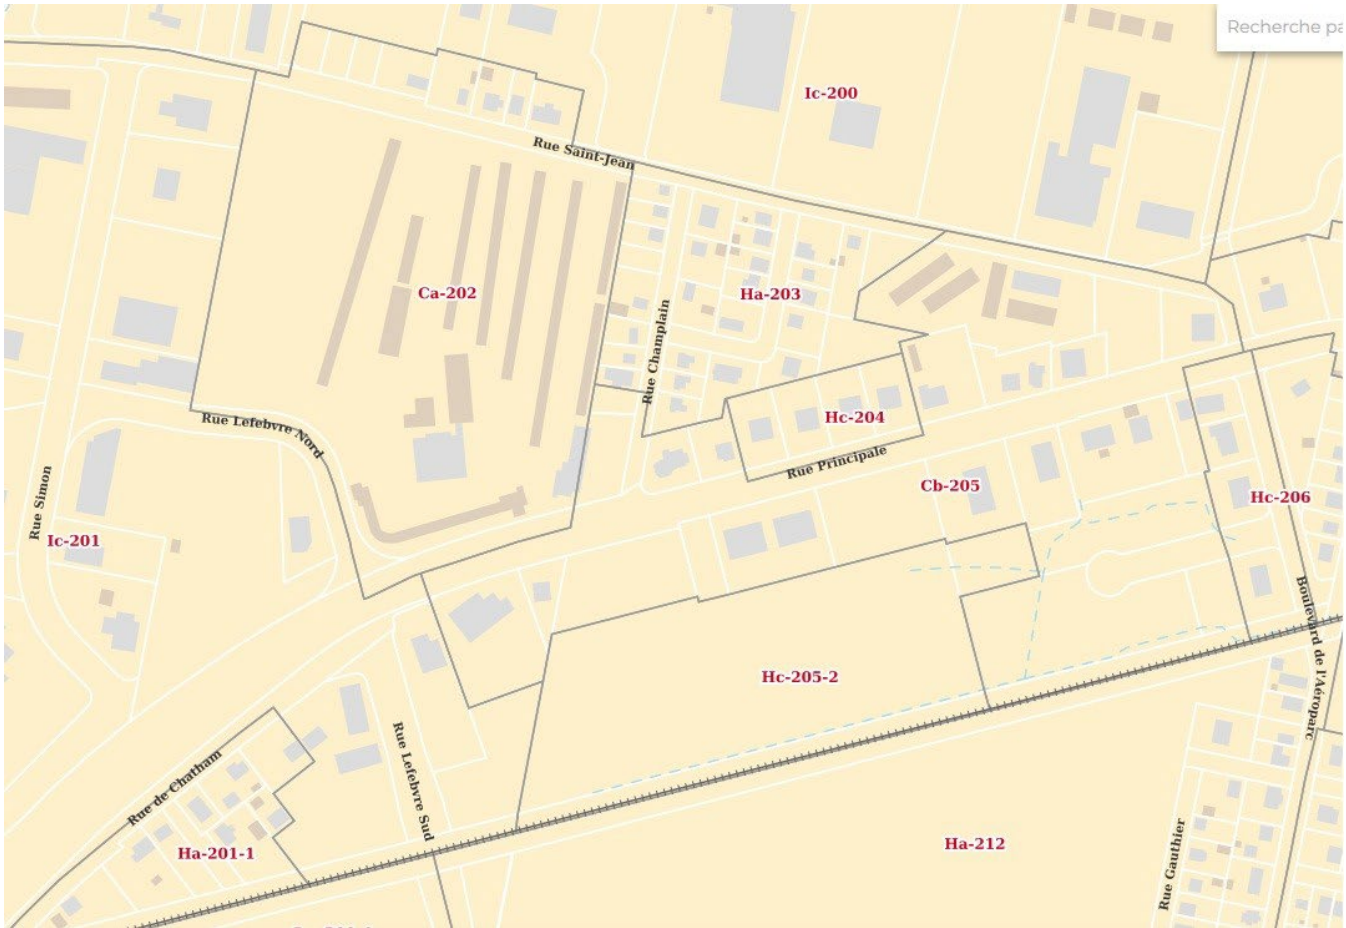 Recherche pa
Ic-200
Rue Saint-Jean
Ca-202
Ha-203
Rue Champlain
Hc-204
Rue Lefebvre Nord
Rue Principale
Cb-205
Hc-206
Rue Simon
Ic-201
Boulevard de l'Aéroparc
Hc-205-2
Rue de Chatham
Rue Lefebvre Sud
Ha-201-1
Ha-212
Rue Gauthier